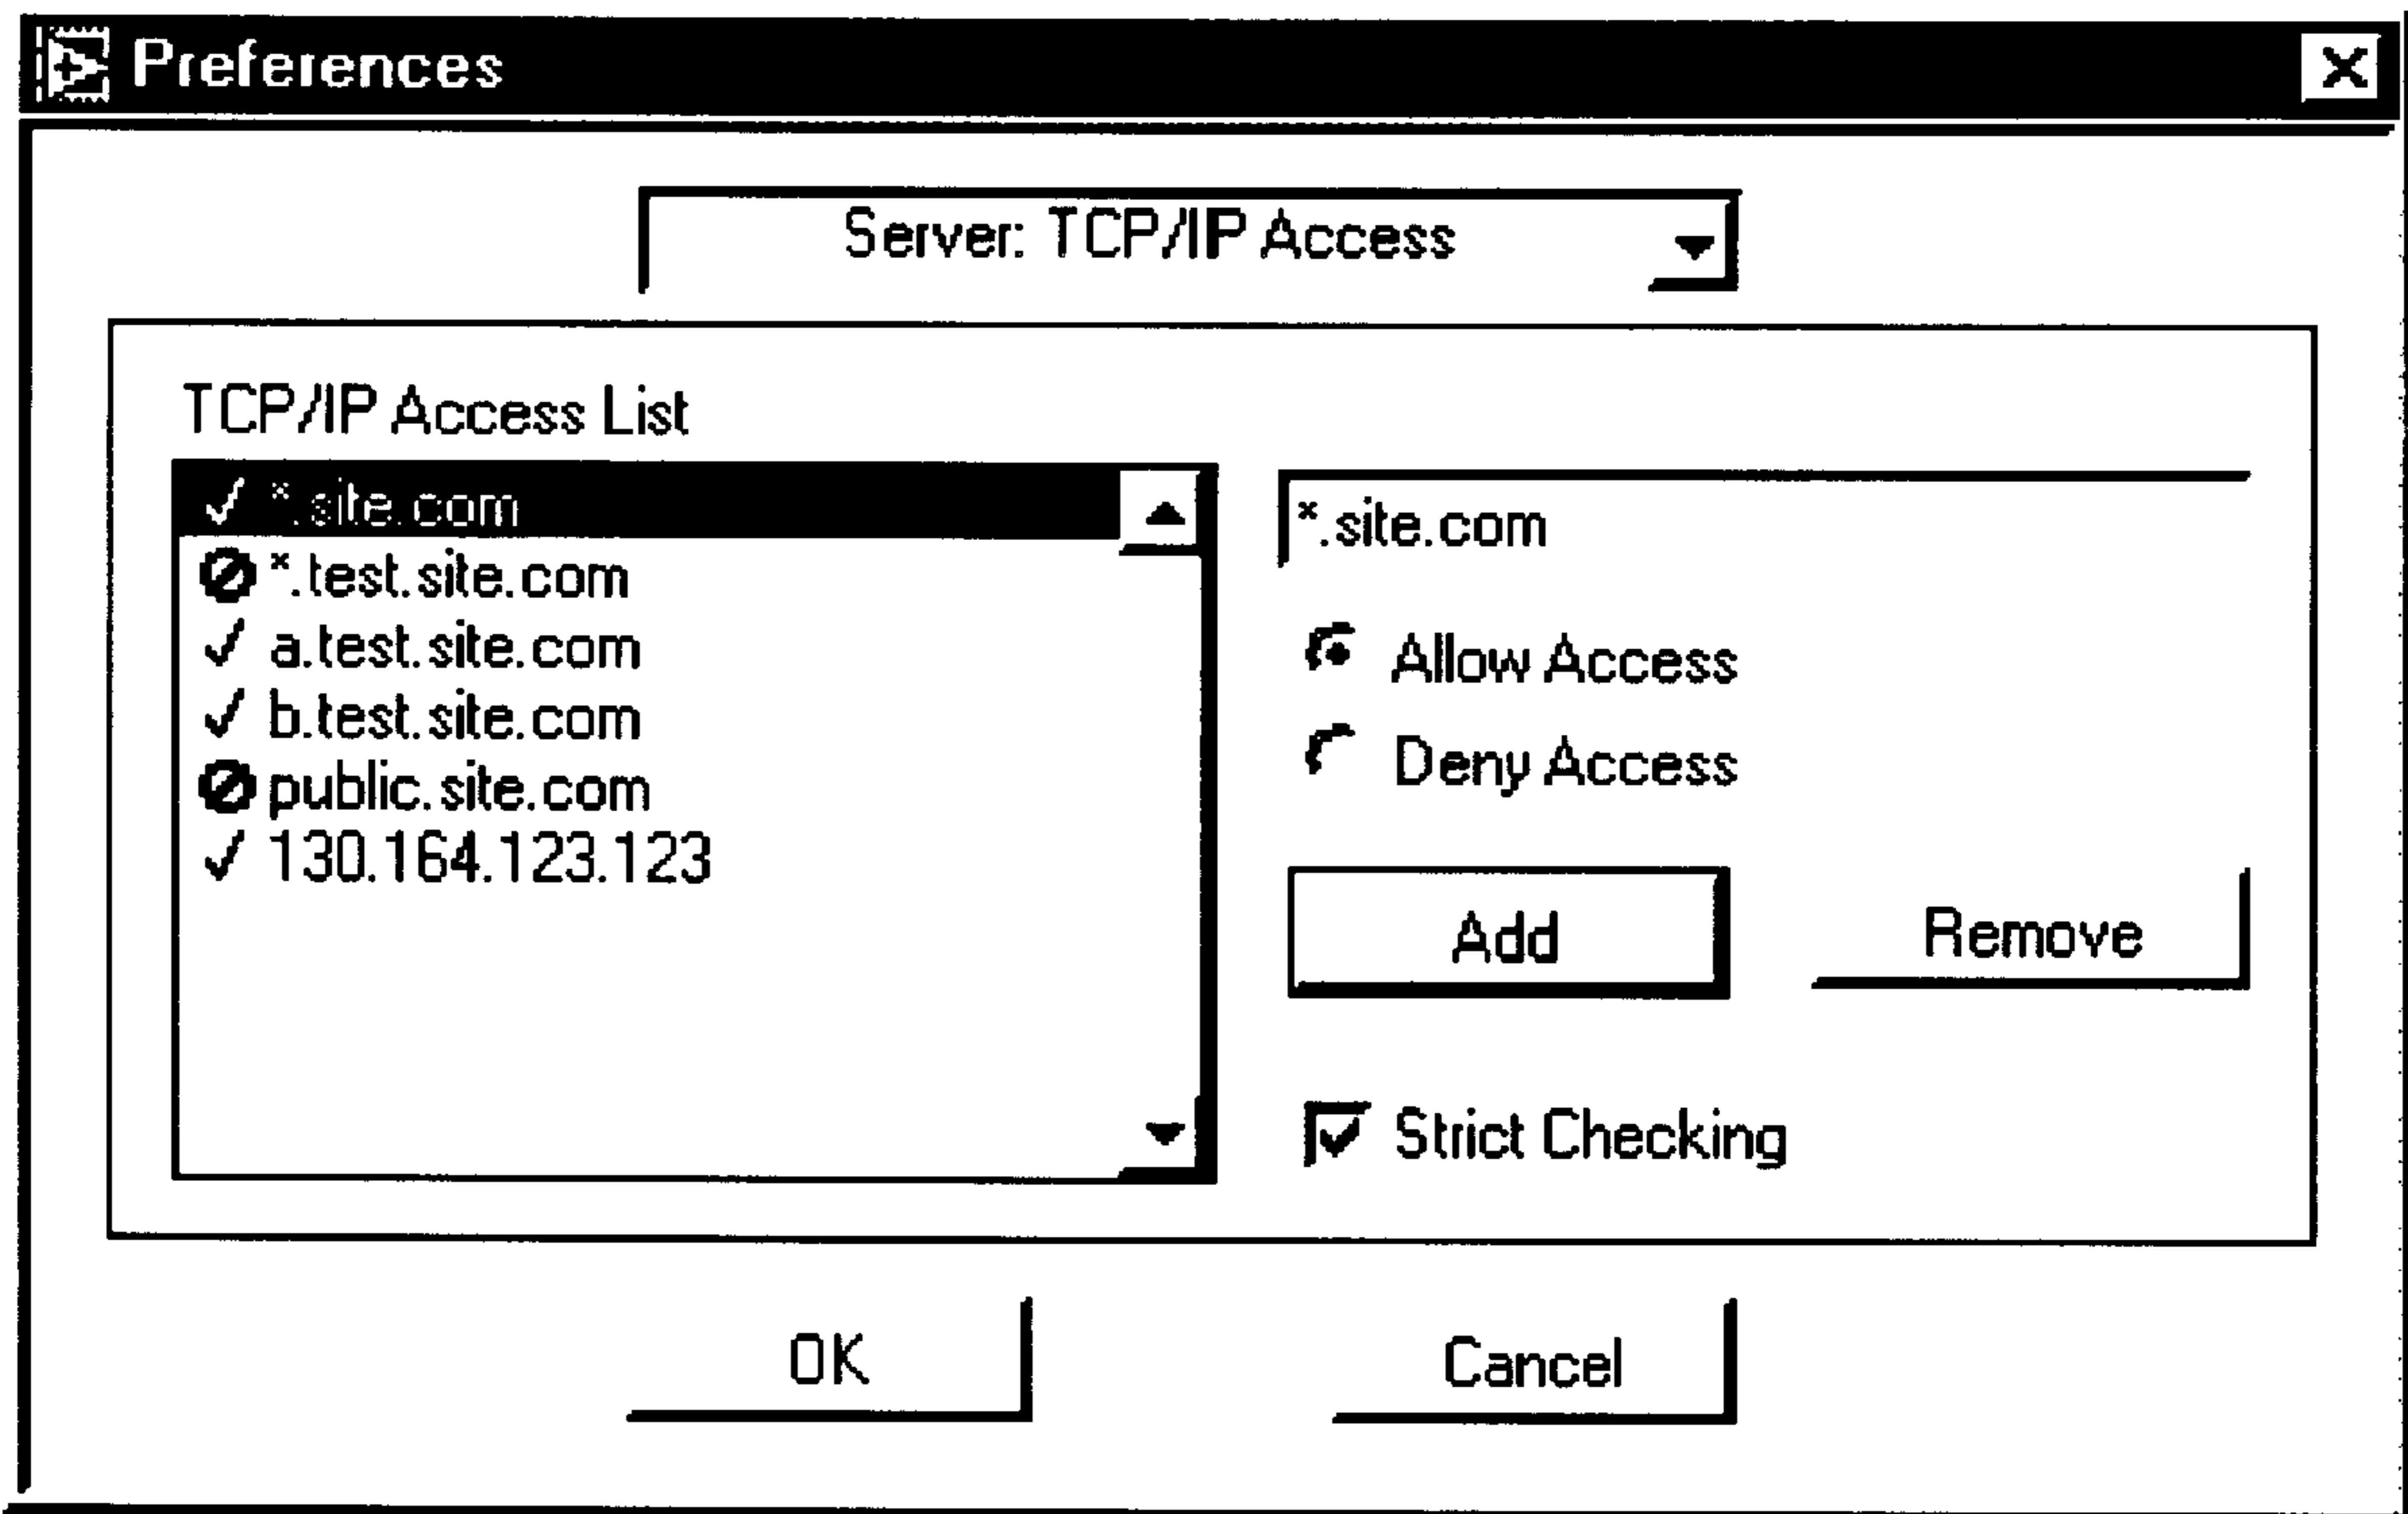 Preferences
Server: TCP/IP Access
TCP/IP Access List
*.site.com
*.test.site.com
a.test.site.com
b.test.site.com
public.site.com
130.164.123.123
*.site.com
Allow Access
Deny Access
Add
Remove
Strict Checking
OK
Cancel